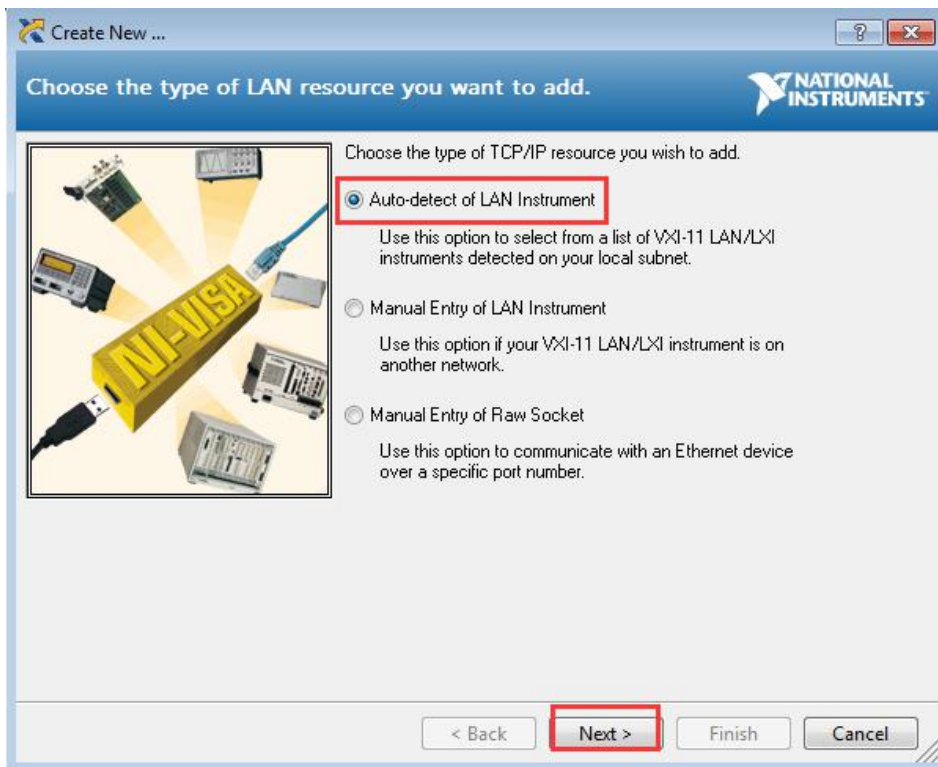 Create New ...
Choose the type of LAN resource you want to add.
NATIONAL
INSTRUMENTS
Choose the type of TCP/IP resource you wish to add.
Auto-detect of LAN Instrument
Use this option to select from a list of VXI-11 LAN/LXI
instruments detected on your local subnet.
Manual Entry of LAN Instrument
Use this option if your VXI-11 LAN/LXI instrument is on
another network.
Manual Entry of Raw Socket
Use this option to communicate with an Ethernet device
over a specific port number.
NI-VISA
< Back
Next >
Finish
Cancel